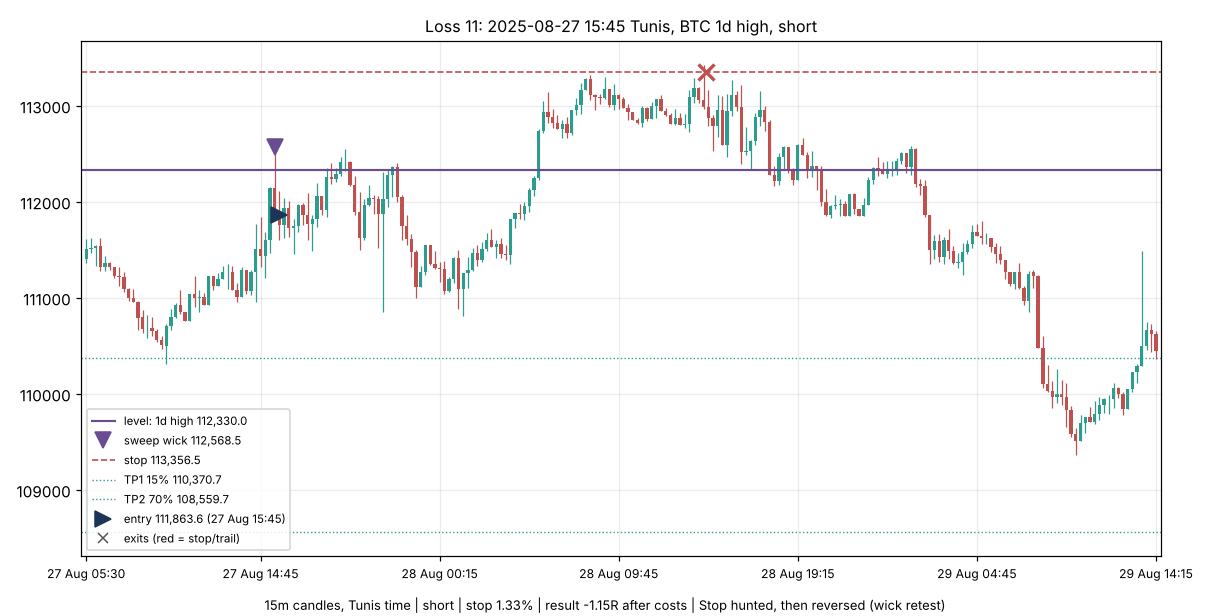 Loss 11: 2025-08-27 15:45 Tunis, BTC 1d high, short
113000
112000
111000
110000
109000
level: 1d high 112,330.0
sweep wick 112,568.5
stop 113,356.5
TP1 15% 110,370.7
TP2 70% 108,559.7
entry 111,863.6 (27 Aug 15:45)
exits (red = stop/trail)
27 Aug 05:30
27 Aug 14:45
28 Aug 00:15
28 Aug 09:45
28 Aug 19:15
29 Aug 04:45
29 Aug 14:15
15m candles, Tunis time | short | stop 1.33% | result -1.15R after costs | Stop hunted, then reversed (wick retest)